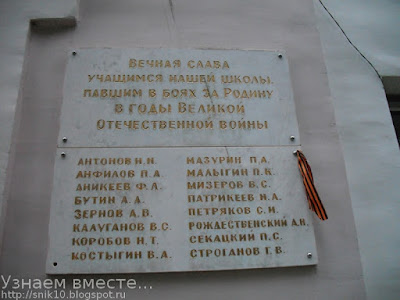 Вечная слава
учащимся нашей школы,
павшим в боях за Родину
в годы Великой
Отечественной войны
Антонов Н.Н.
Анфилов П.А.
Аникеев Ф.Л.
Бутин А.А.
Зернов А.В.
Калуганов В.С.
Коробов Н.Т.
Костыгин В.А.
Мазурин П.А.
Малыгин П.К.
Мизеров В.С.
Патрикеев И.А.
Петряков С.И.
Рождественский А.В.
Секацкий П.С.
Строганов Г.В.
Узнаем вместе...
http://snik10.blogspot.ru